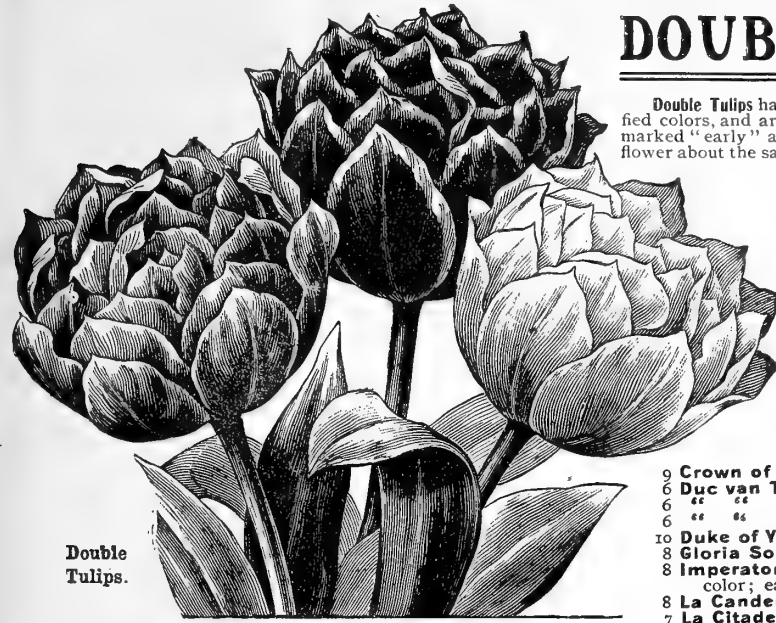 DOUB
Double Tulips ha
fied colors, and ar
marked "early" a
flower about the sa
Double
Tulips.
9 Crown of
6 Duc van T
6 " "
6 " "
10 Duke of Y
8 Gloria So
8 Imperator
color; ea
8 La Cande
7 La Citade